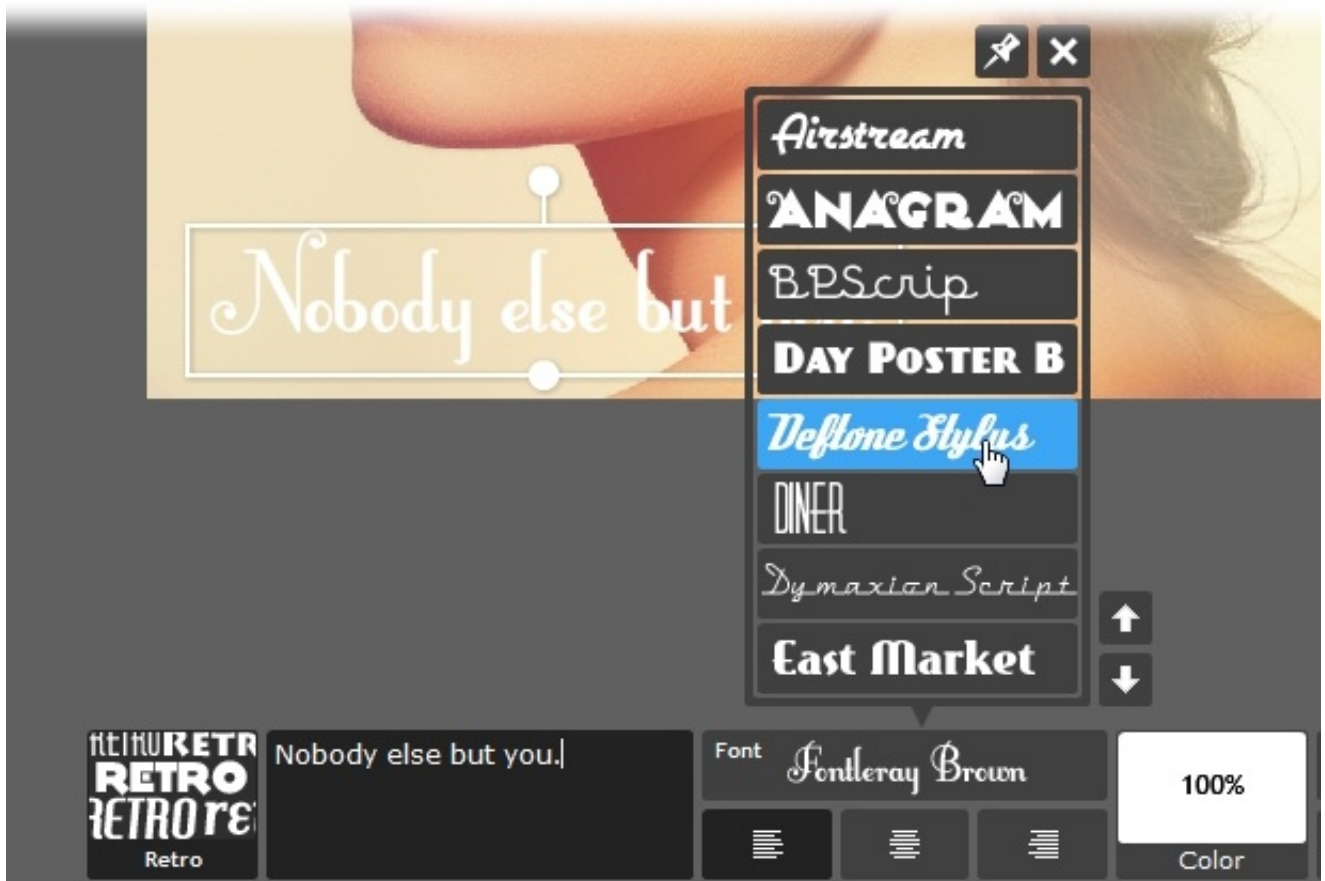 Nobody else but
Airstream
ANAGRAM
BPScrip
DAY POSTER B
Deftone Stylus
DINER
Dymaxian Script
East Market
RETRO RETR
RETRO
RETRO re
Retro
Nobody else but you.
Font
Fontleray Brown
100%
Color